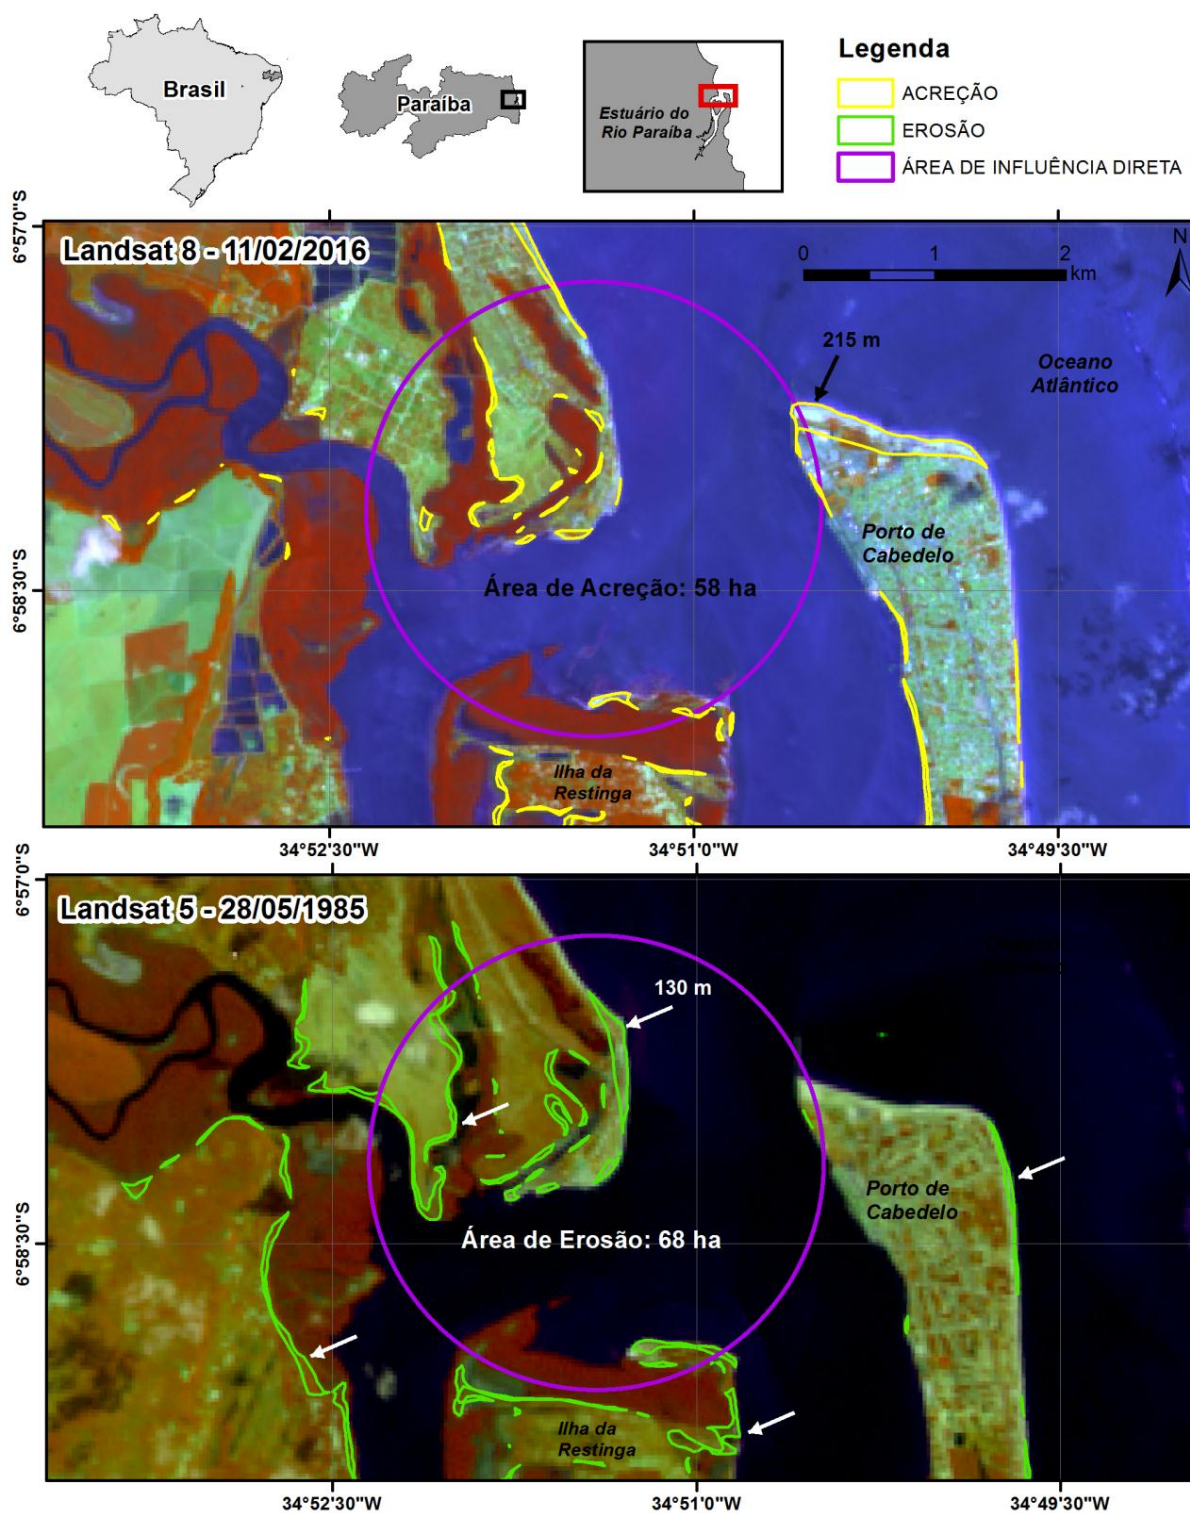 Brasil
Paraíba
Estuário do
Rio Paraíba
Legenda
ACREÇÃO
EROSÃO
ÁREA DE INFLUÊNCIA DIRETA
6°57'0"S
Landsat 8 - 11/02/2016
0 1 2
km
N
215 m
Oceano
Atlântico
Porto de
Cabedelo
Área de Acreção: 58 ha
6°58'30"S
Ilha da
Restinga
34°52'30"W 34°51'0"W 34°49'30"W
6°57'0"S
Landsat 5 - 28/05/1985
130 m
Porto de
Cabedelo
Área de Erosão: 68 ha
6°58'30"S
Ilha da
Restinga
34°52'30"W 34°51'0"W 34°49'30"W